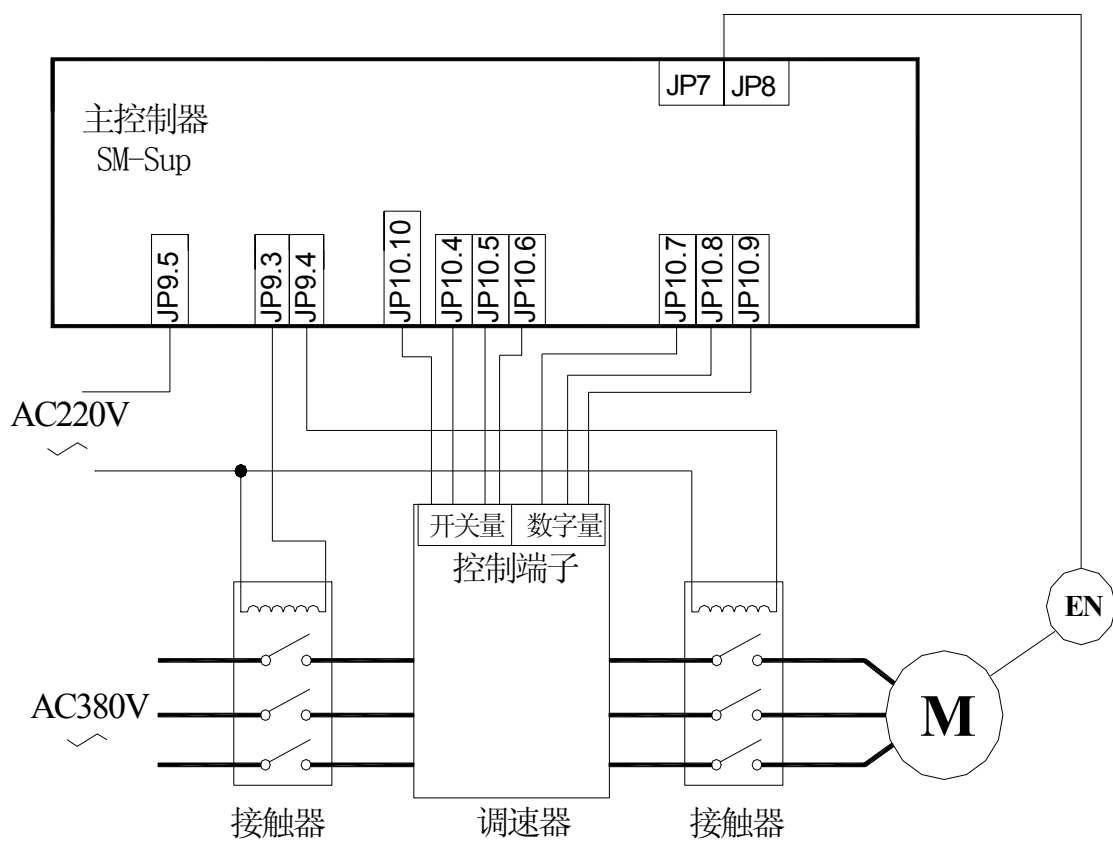 JP7
JP8
主控制器
SM-Sup
JP9.5
JP9.3
JP9.4
JP10.10
JP10.4
JP10.5
JP10.6
JP10.7
JP10.8
JP10.9
AC220V
开关量
数字量
控制端子
EN
AC380V
M
接触器
调速器
接触器